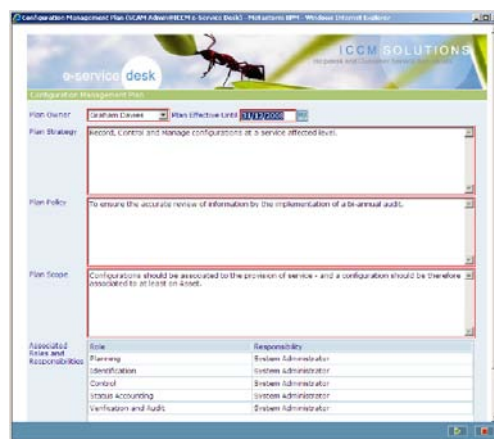 Configuration Management Plan (SCAM Admin@ICCM e-Service Desk) - Metastorm BPM - Windows Internet Explorer
ICCM SOLUTIONS
e-service desk
Configuration Management Plan
Plan Owner Graham Davies Plan Effective Until 31/12/2008
Plan Strategy Record, Control and Manage configurations at a service affected level.
Plan Policy To ensure the accurate review of information by the implementation of a bi-annual audit.
Plan Scope Configurations should be associated to the provision of service - and a configuration should be therefore
associated to at least on Asset.
Associated Roles and Responsibilities
Role Responsibility
Planning System Administrator
Identification System Administrator
Control System Administrator
Status Accounting System Administrator
Verification and Audit System Administrator